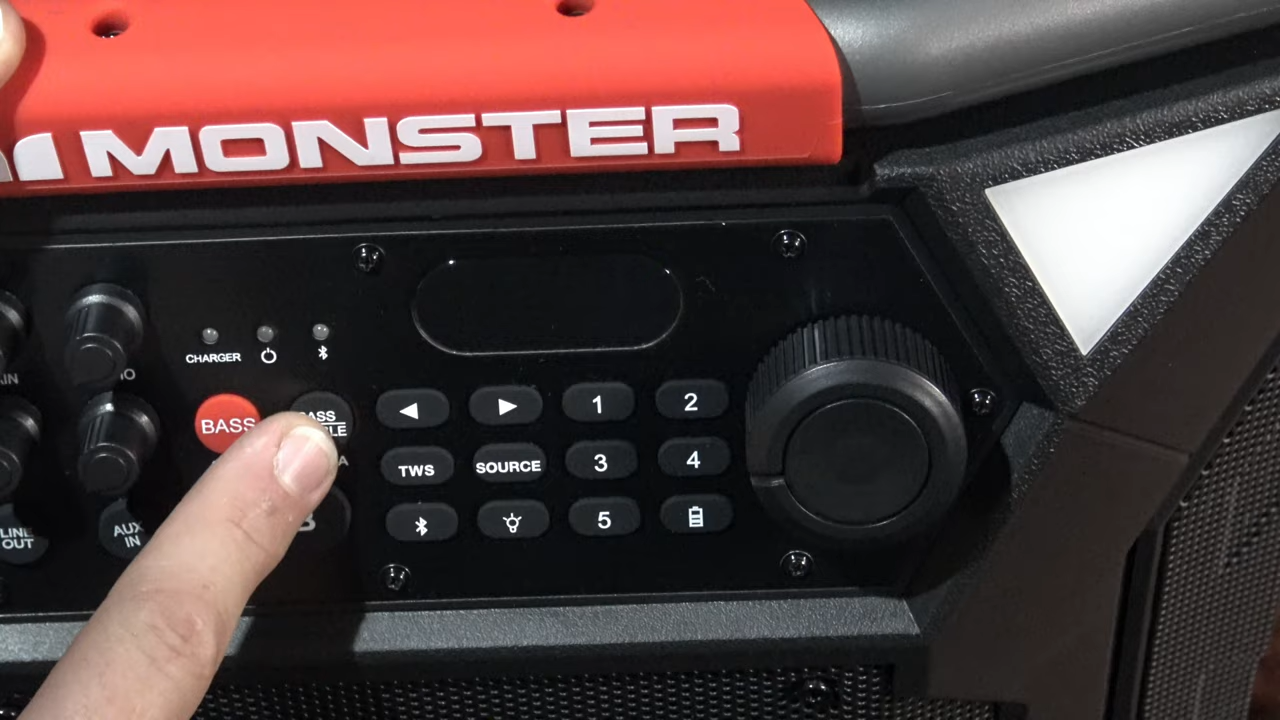 MONSTER
CHARGER
BASS
1
2
TWS
SOURCE
3
4
5
LINE
OUT
AUX
IN